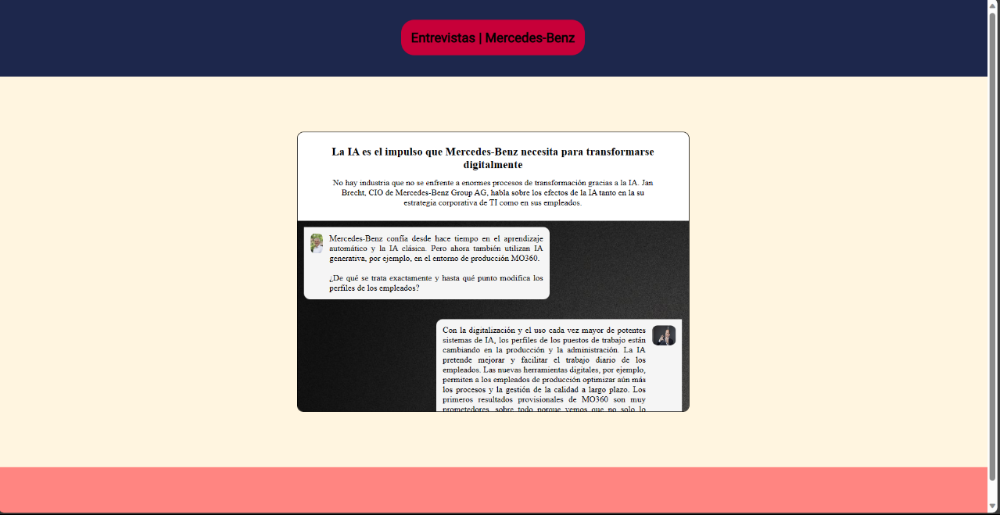 Entrevistas | Mercedes-Benz
La IA es el impulso que Mercedes-Benz necesita para transformarse
digitalmente
No hay industria que no se enfrente a enormes procesos de transformación gracias a la IA. Jan
Brecht, CIO de Mercedes-Benz Group AG, habla sobre los efectos de la IA tanto en la su
estrategia corporativa de TI como en sus empleados.
Mercedes-Benz confía desde hace tiempo en el aprendizaje
automático y la IA clásica. Pero ahora también utilizan IA
generativa, por ejemplo, en el entorno de producción MO360.
¿De qué se trata exactamente y hasta qué punto modifica los
perfiles de los empleados?
Con la digitalización y el uso cada vez mayor de potentes
sistemas de IA, los perfiles de los puestos de trabajo están
cambiando en la producción y la administración. La IA
pretende mejorar y facilitar el trabajo diario de los
empleados. Las nuevas herramientas digitales, por ejemplo,
permiten a los empleados de producción optimizar aún más
los procesos y la gestión de la calidad a largo plazo. Los
primeros resultados provisionales de MO360 son muy
prometedores, sobre todo porque vemos que no solo lo